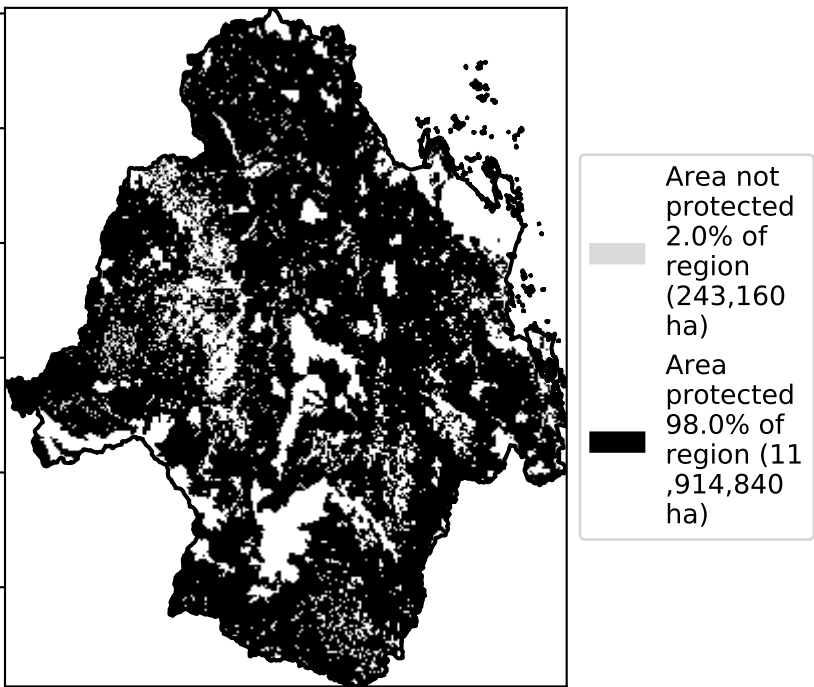 Area not
protected
2.0% of
region
(243,160
ha)
Area
protected
98.0% of
region (11
,914,840
ha)